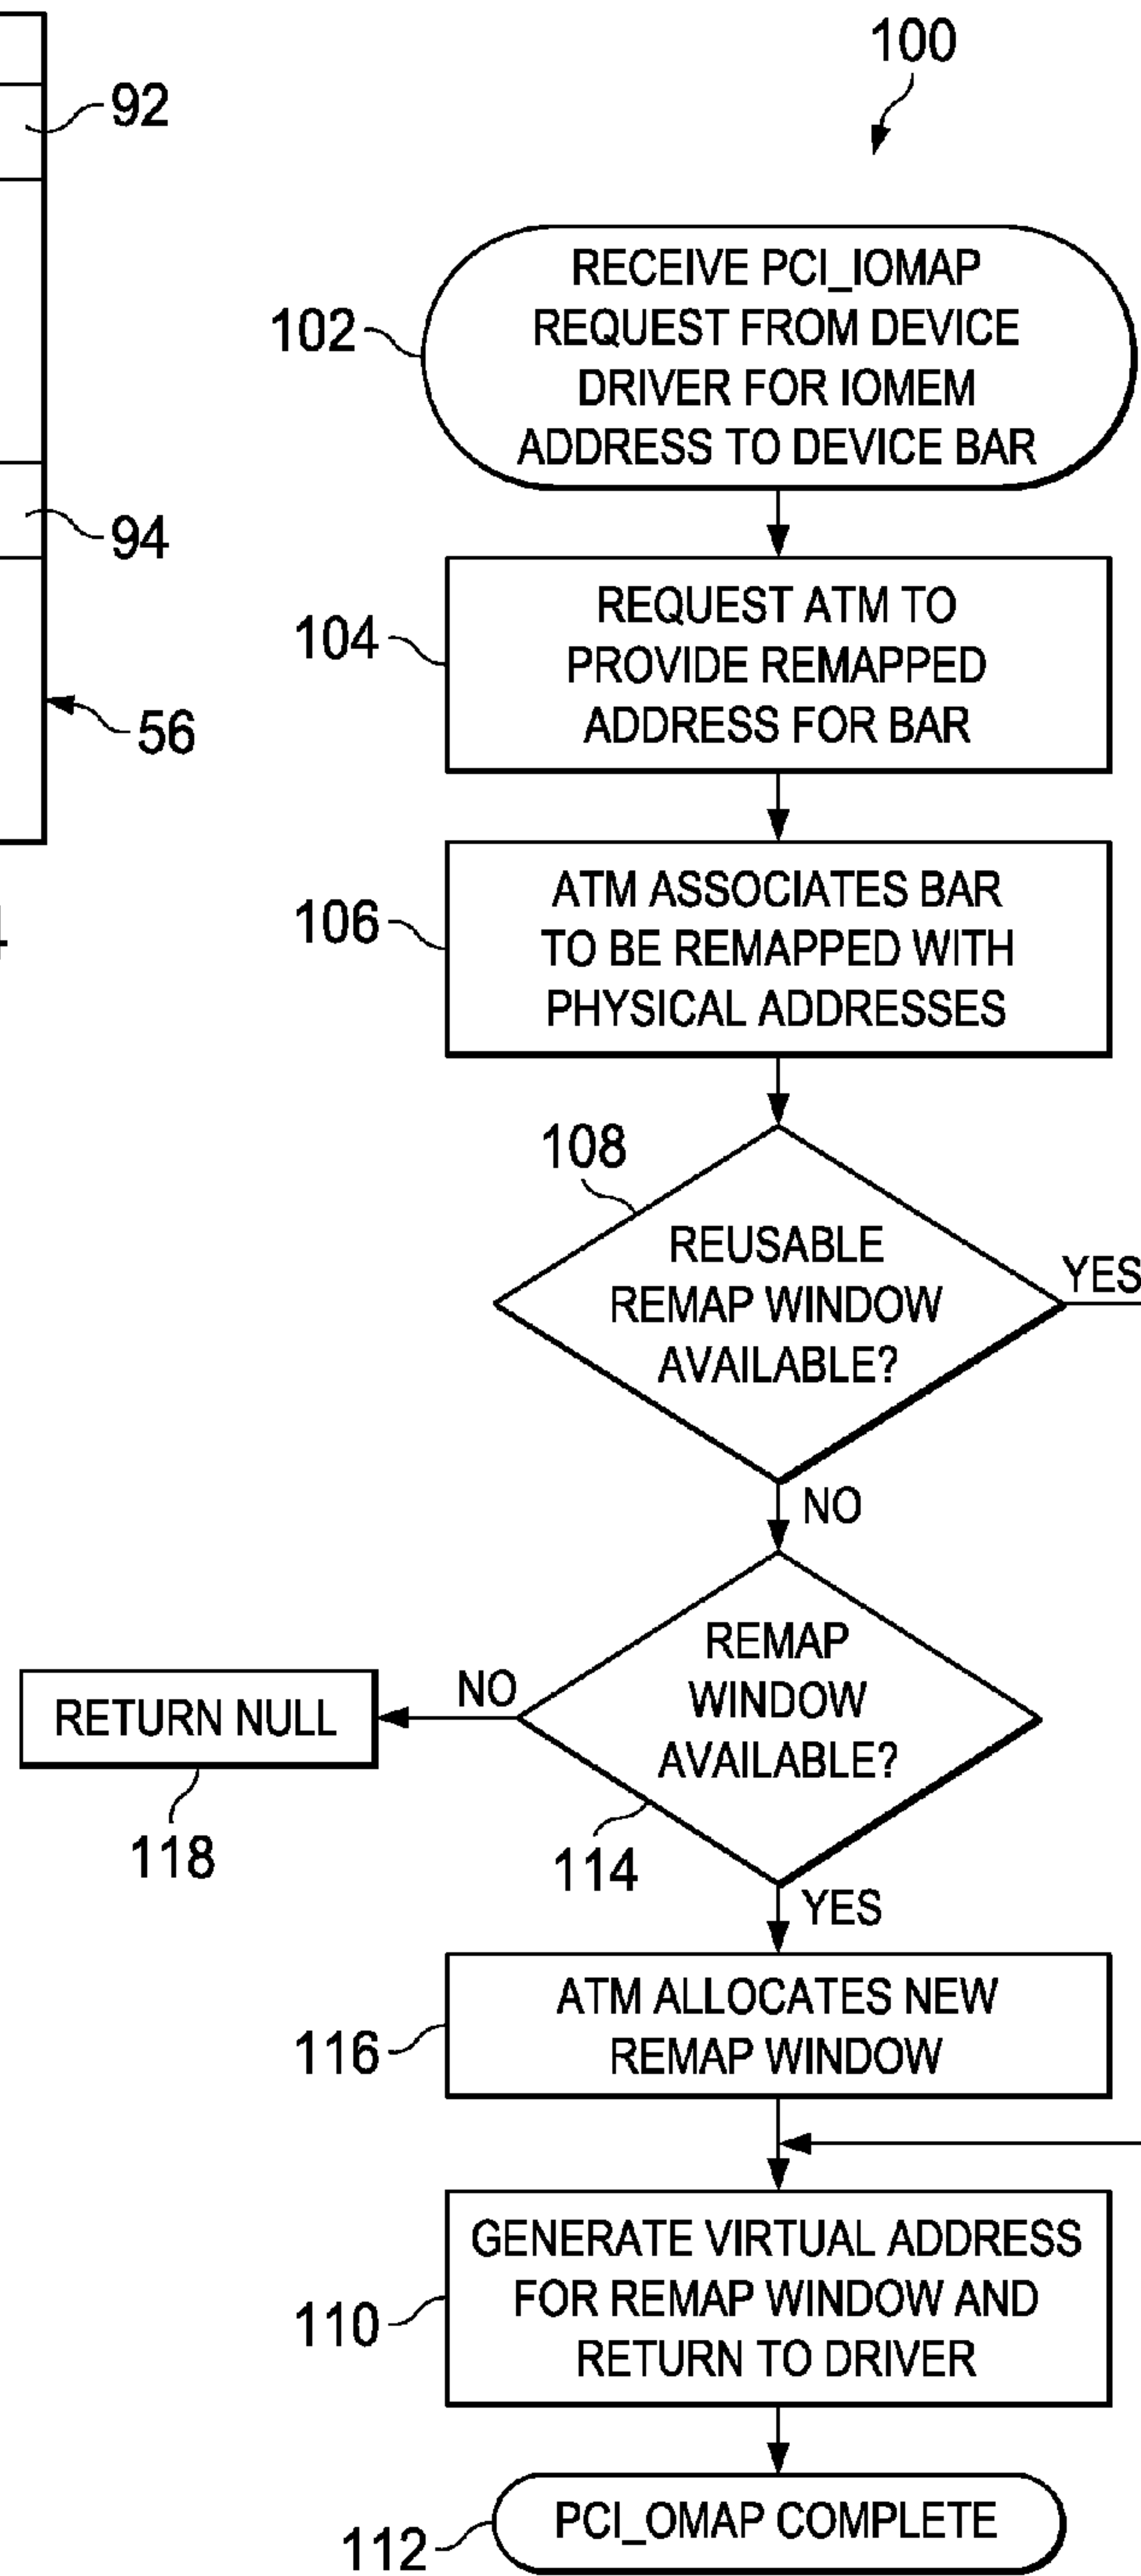 100
92
RECEIVE PCI_IOMAP
REQUEST FROM DEVICE
DRIVER FOR IOMEM
ADDRESS TO DEVICE BAR
102
94
REQUEST ATM TO
PROVIDE REMAPPED
ADDRESS FOR BAR
104
56
ATM ASSOCIATES BAR
TO BE REMAPPED WITH
PHYSICAL ADDRESSES
106
108
REUSABLE
REMAP WINDOW
AVAILABLE?
YES
NO
REMAP
WINDOW
AVAILABLE?
NO
RETURN NULL
118
114
YES
ATM ALLOCATES NEW
REMAP WINDOW
116
GENERATE VIRTUAL ADDRESS
FOR REMAP WINDOW AND
RETURN TO DRIVER
110
PCI_OMAP COMPLETE
112